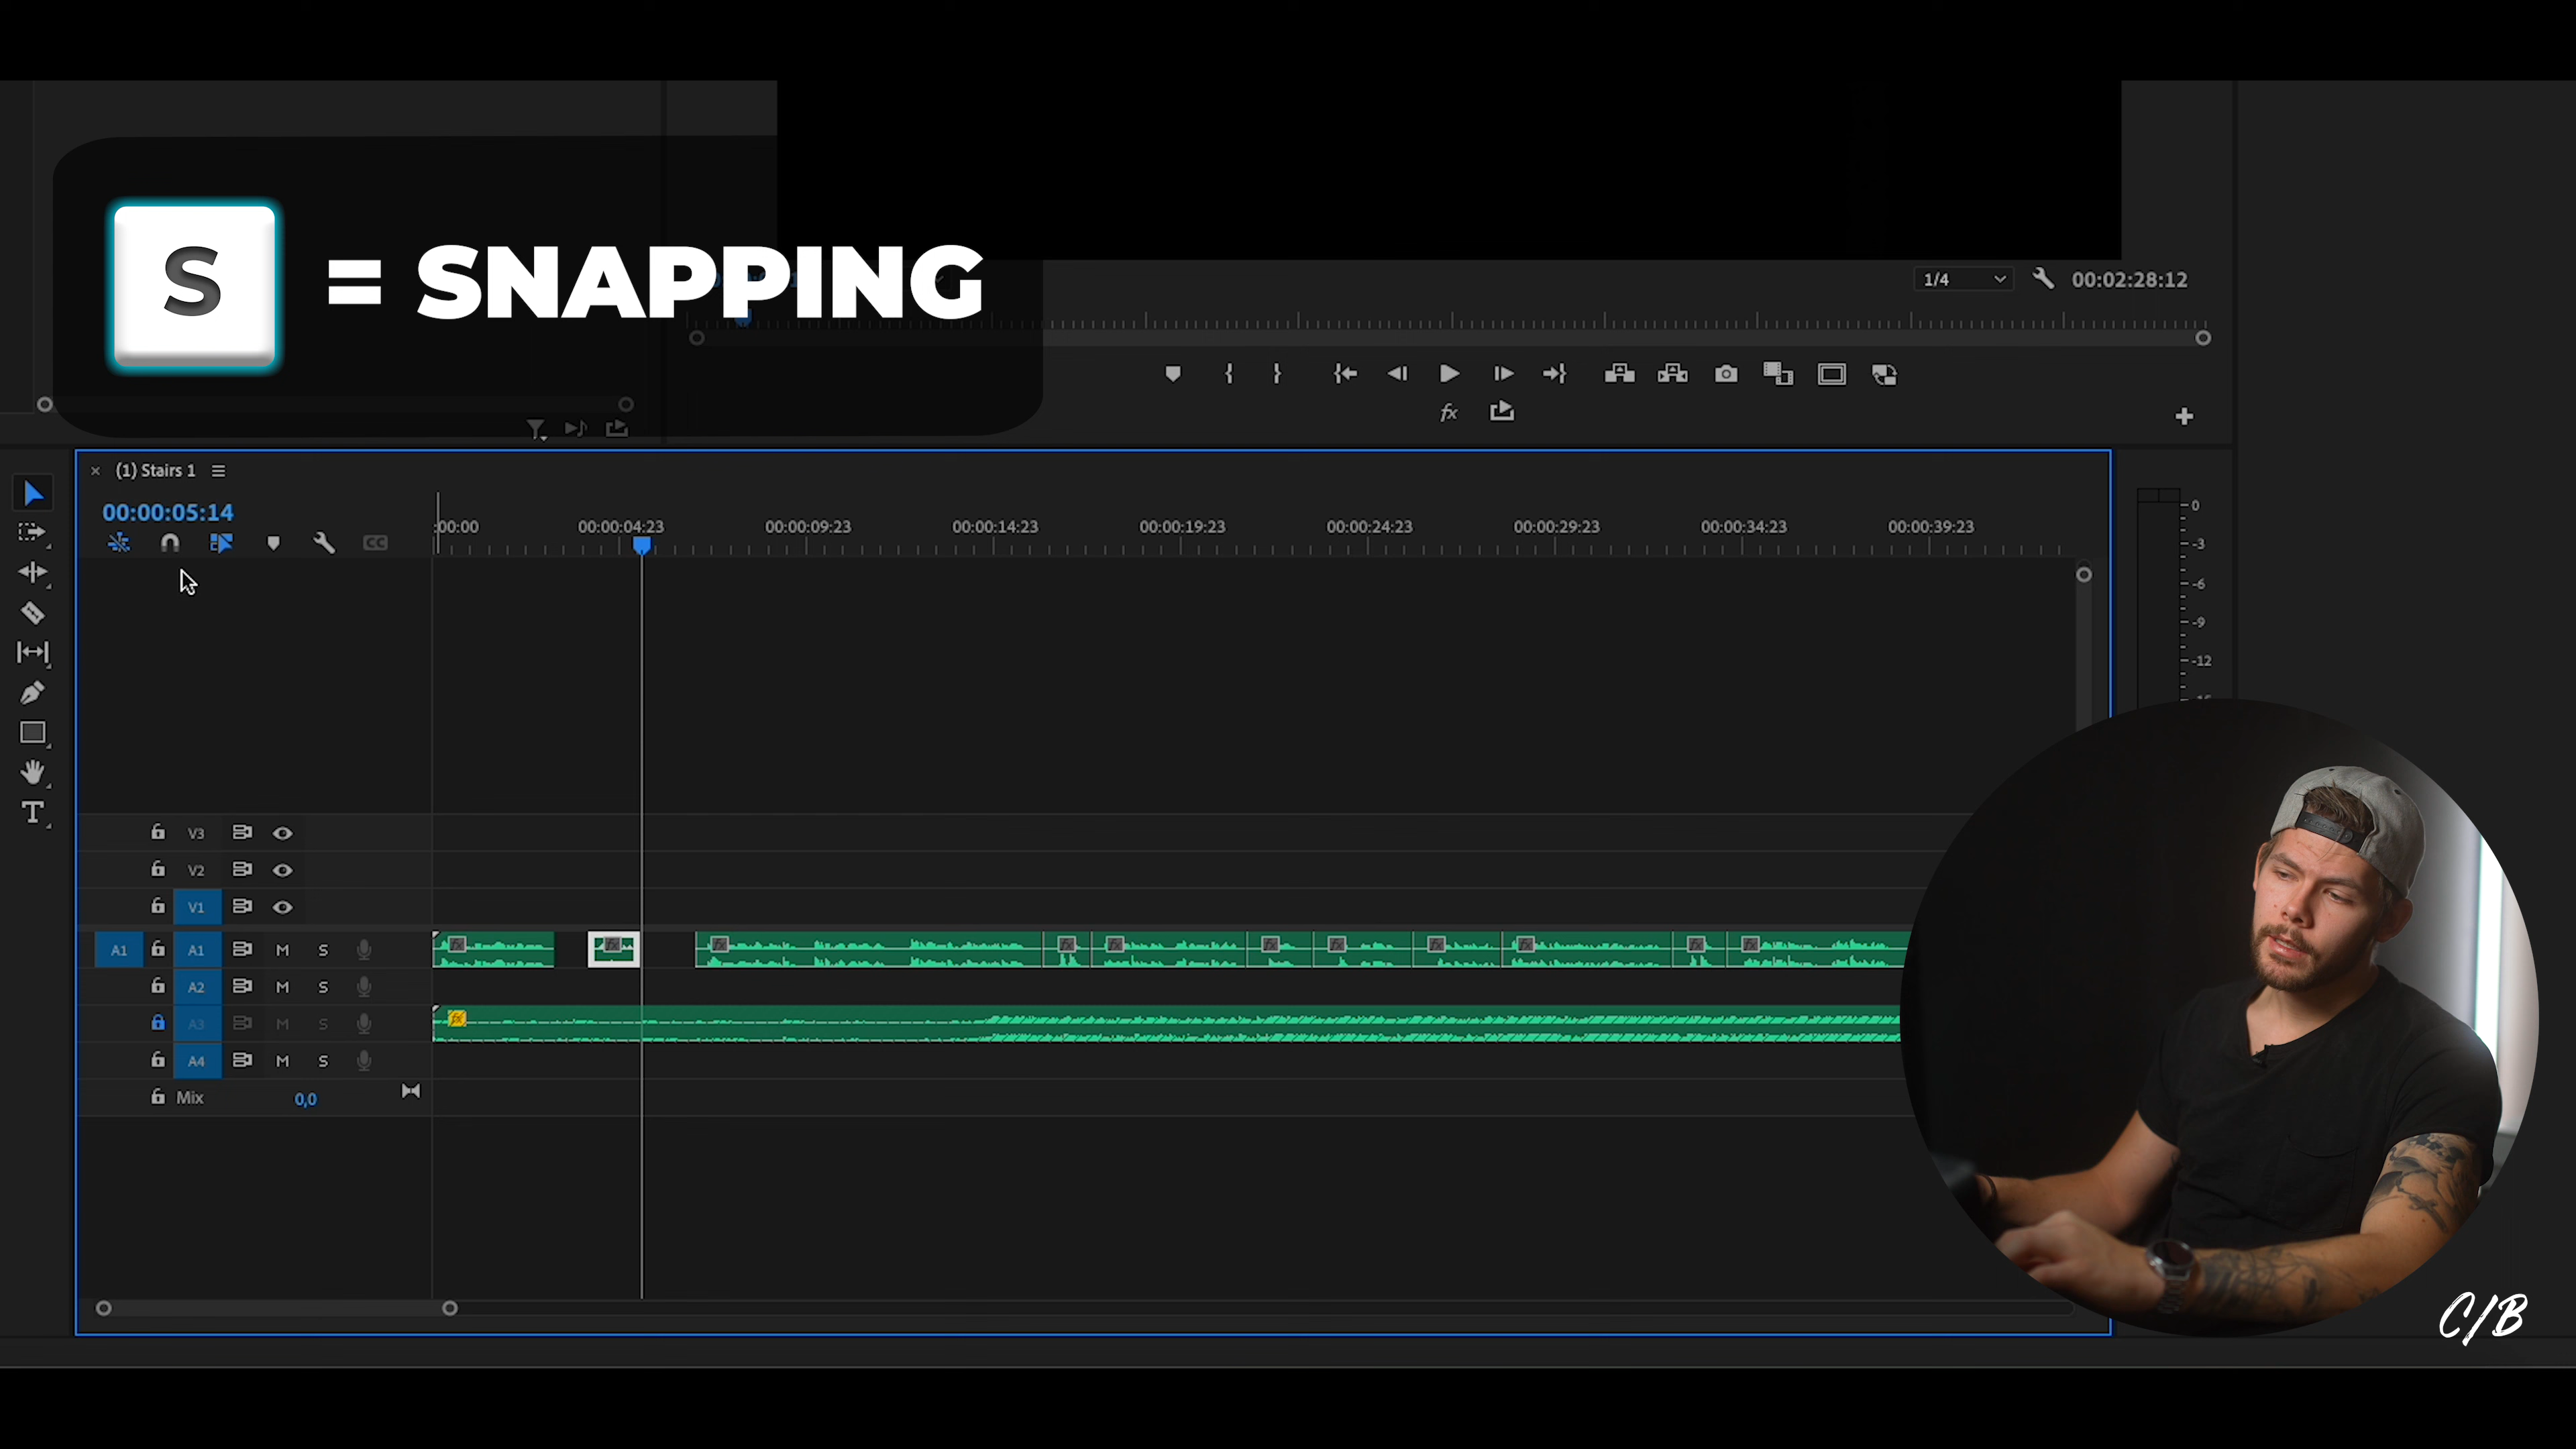 S = SNAPPING
1/4 00:02:28:12
fx
(1) Stairs 1
00:00:05:14
:00:00 00:00:04:23 00:00:09:23 00:00:14:23 00:00:19:23 00:00:24:23 00:00:29:23 00:00:34:23 00:00:39:23
CC
0
-3
-6
-9
-12
T
V3
V2
V1
A1 A1 M S
A2 M S
A3 M S
A4 M S
Mix 0,0
C/B